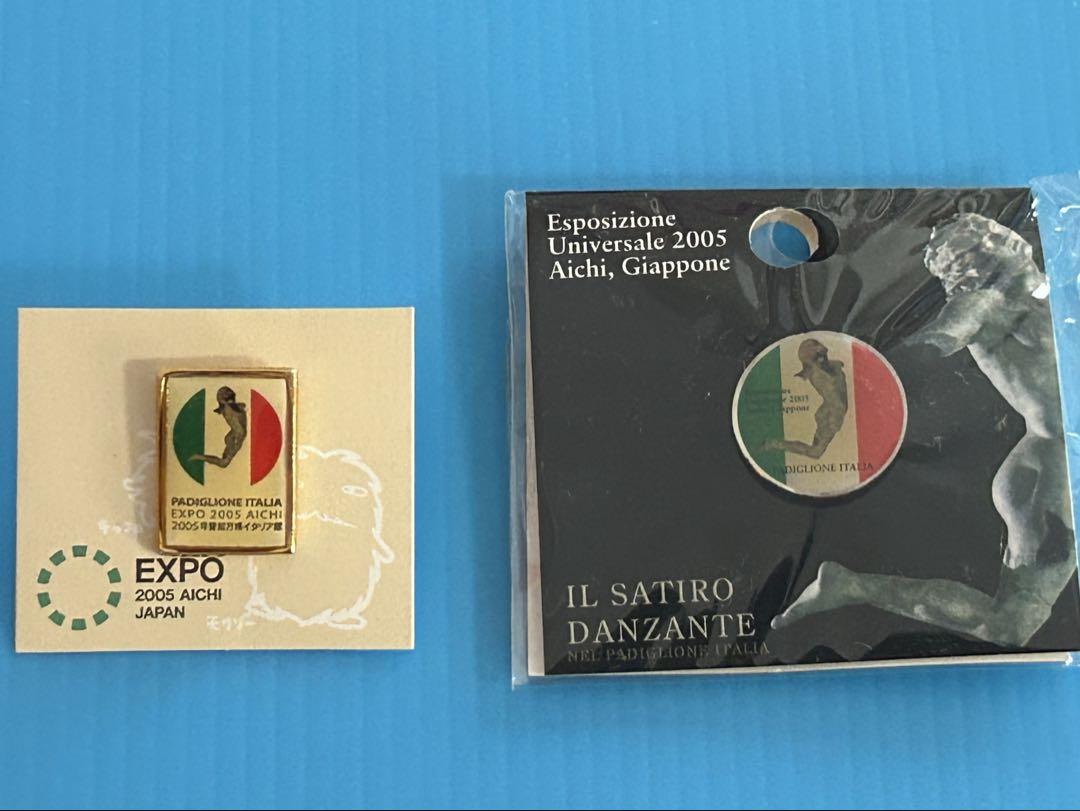 PADIGLIONE ITALIA
EXPO 2005 AICHI
2005年愛知万博イタリア館
EXPO
2005 AICHI
JAPAN
モリゾー
Esposizione
Universale 2005
Aichi, Giappone
2005
Giappone
PADIGLIONE ITALIA
IL SATIRO
DANZANTE
NEL PADIGLIONE ITALIA